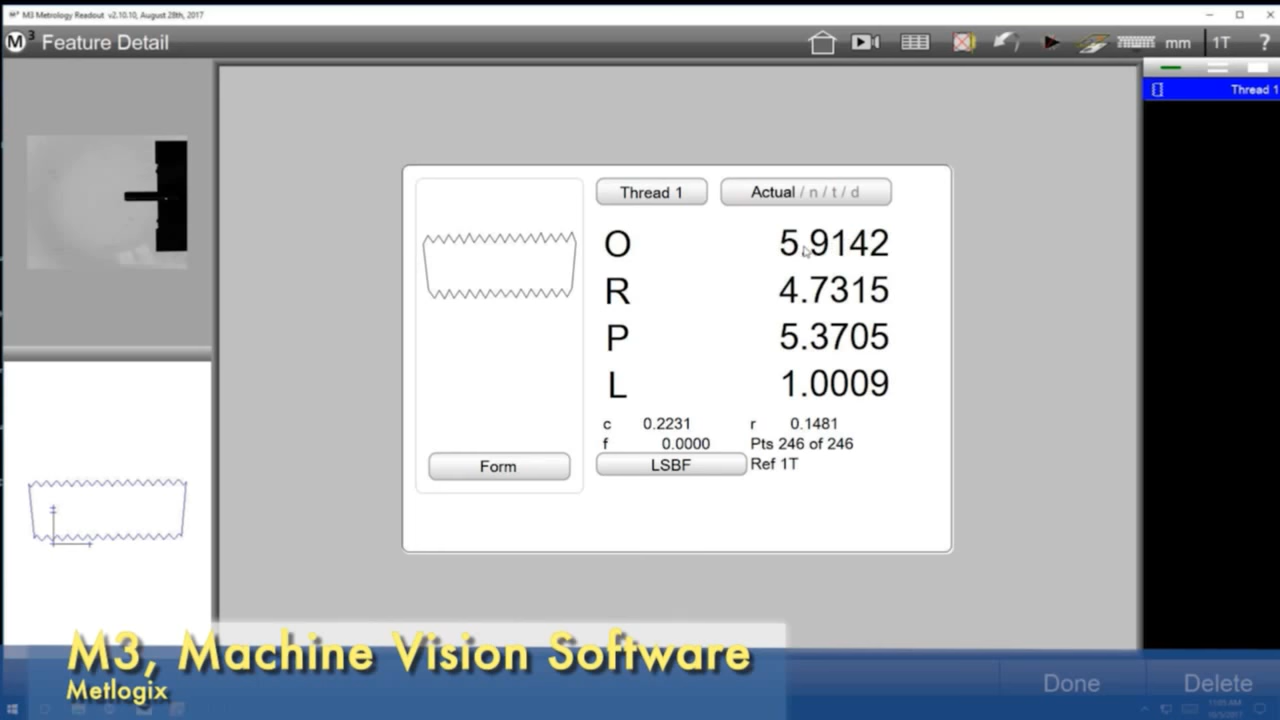 M3 Metrology Readout v2.10.10, August 28th, 2017
M3 Feature Detail mm 1T ?
Thread 1
Thread 1 Actual / n / t / d
O 5.9142
R 4.7315
P 5.3705
L 1.0009
c 0.2231 r 0.1481
f 0.0000 Pts 246 of 246
Form LSBF Ref 1T
M3, Machine Vision Software
Metlogix
Done Delete